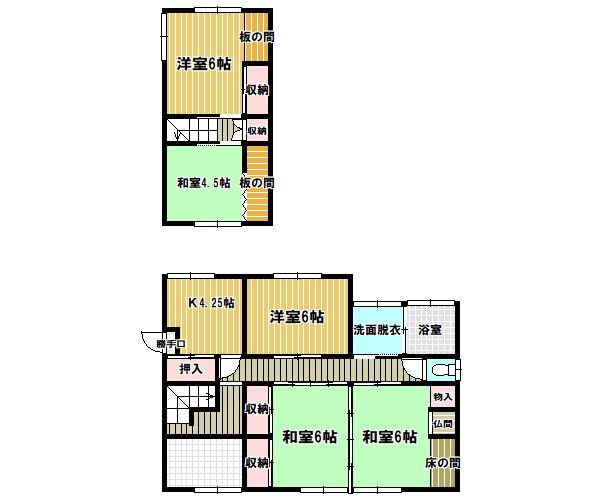 板の間
洋室6帖
収納
収納
和室4.5帖
板の間
K4.25帖
洋室6帖
洗面脱衣
浴室
勝手口
押入
物入
収納
仏間
和室6帖
和室6帖
収納
床の間